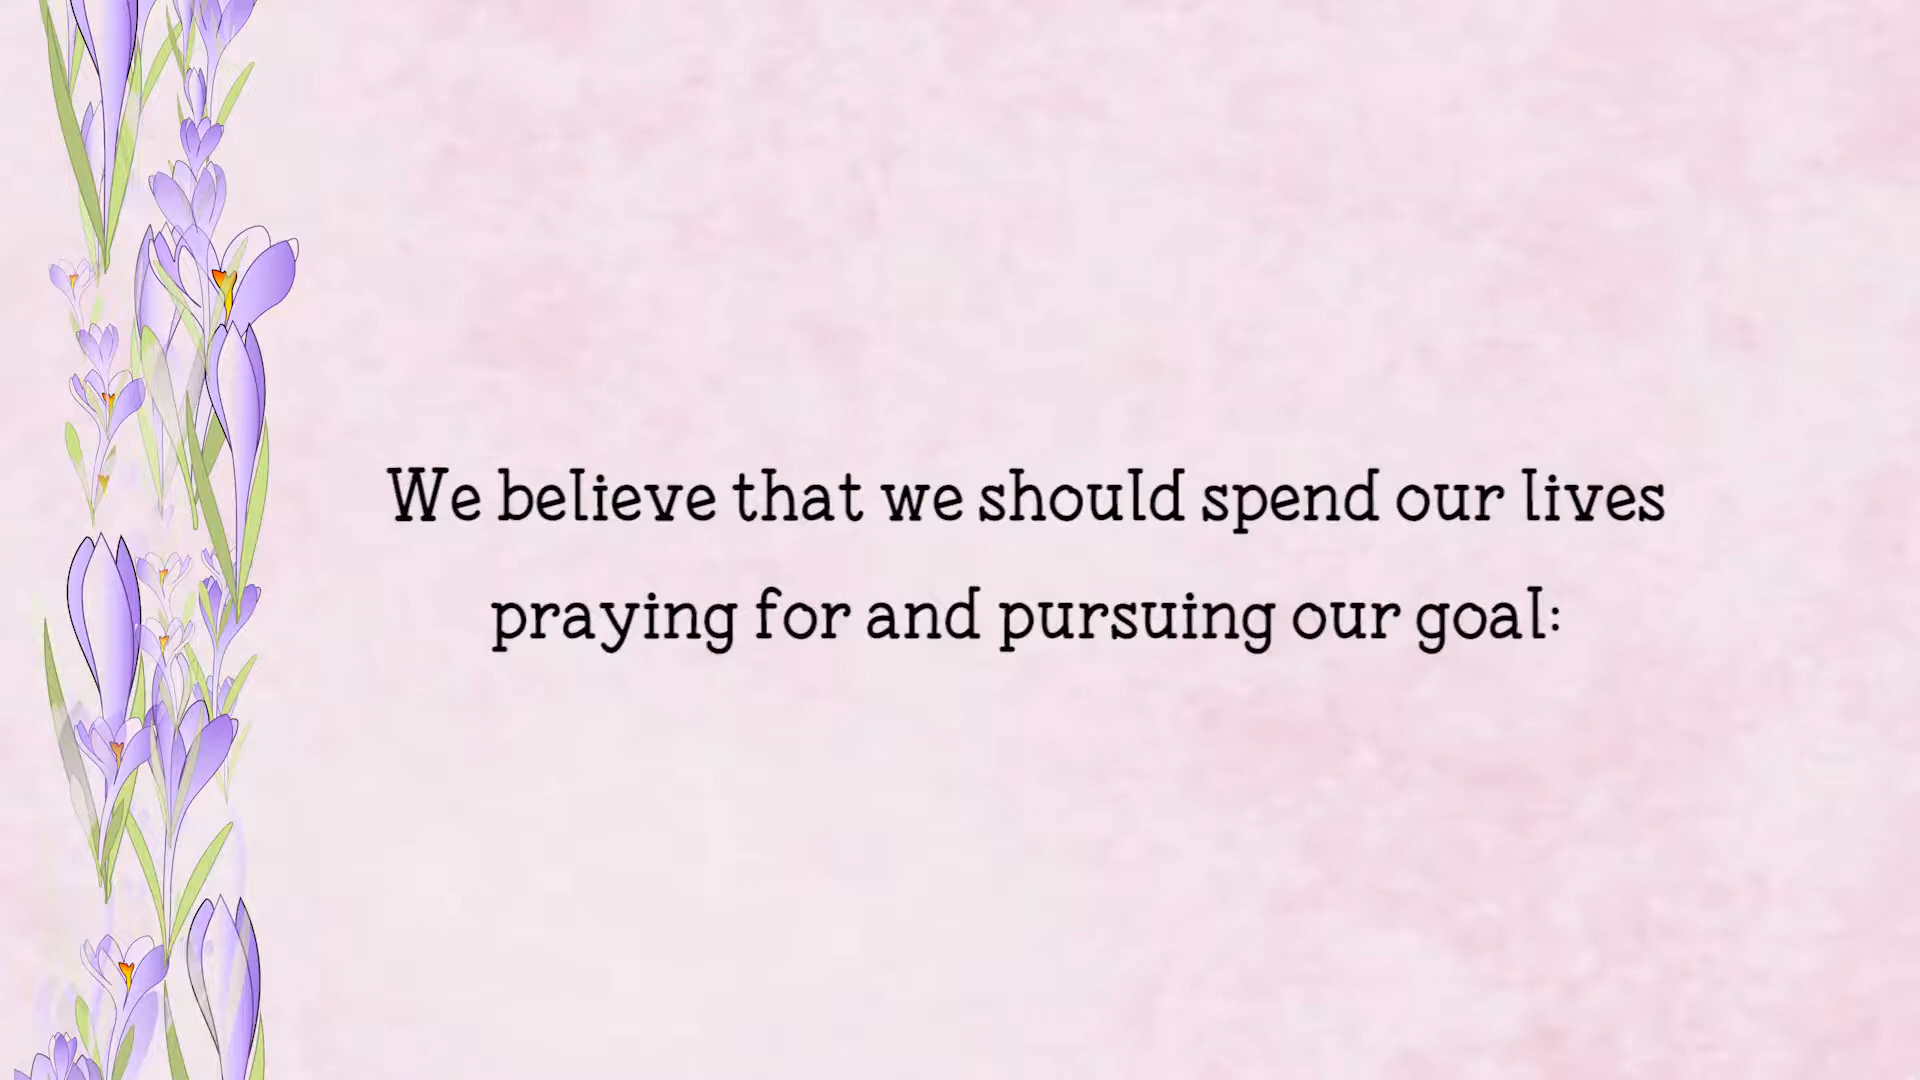 We believe that we should spend our lives
praying for and pursuing our goal: